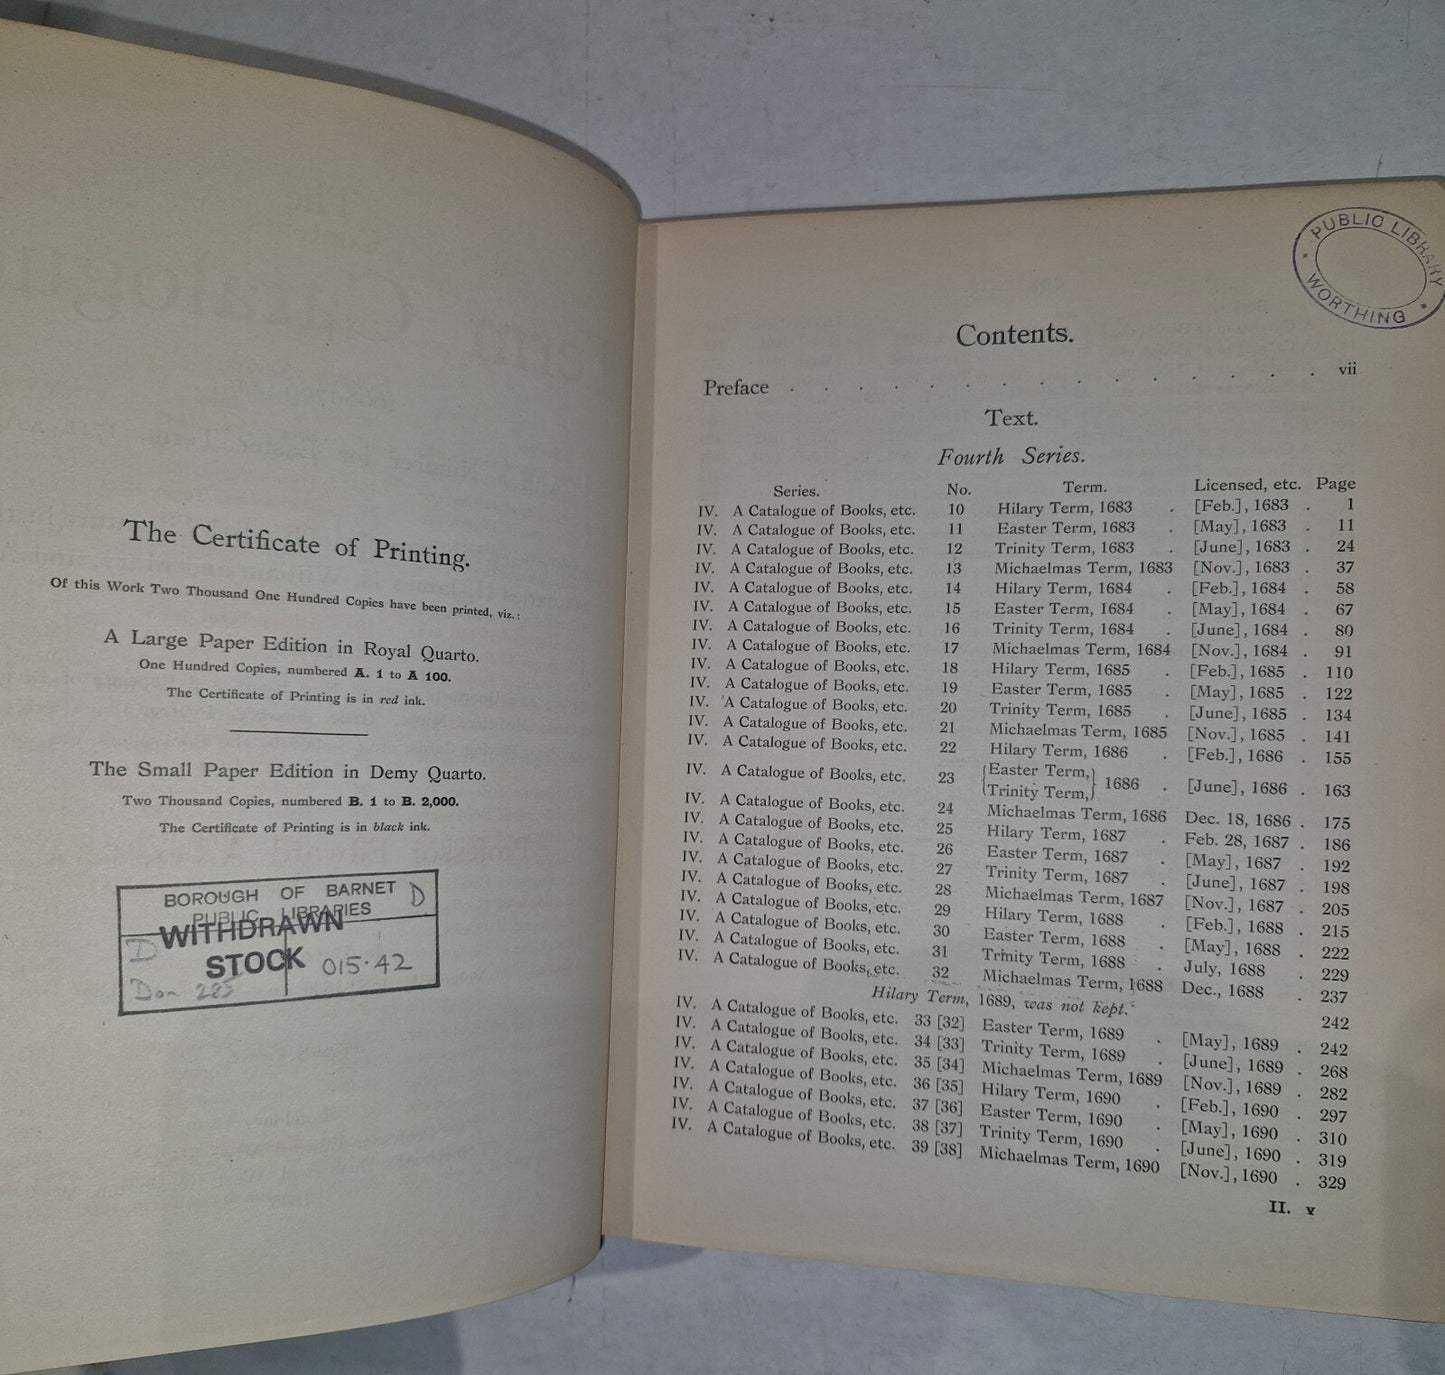 The Certificate of Printing.
Of this Work Two Thousand One Hundred Copies have been printed, viz.:
A Large Paper Edition in Royal Quarto.
One Hundred Copies, numbered A. 1 to A 100.
The Certificate of Printing is in red ink.
The Small Paper Edition in Demy Quarto.
Two Thousand Copies, numbered B. 1 to B. 2,000.
The Certificate of Printing is in black ink.
BOROUGH OF BARNET D
PUBLIC LIBRARIES
WITHDRAWN
D
STOCK 015.42
Don 285
PUBLIC LIBRARY
WORTHING
Contents.
Preface . . . . . . . . . . . . . . . vii
Text.
Fourth Series.
Series. No. Term. Licensed, etc. Page
IV. A Catalogue of Books, etc. 10 Hilary Term, 1683 . [Feb.], 1683 . 1
IV. A Catalogue of Books, etc. 11 Easter Term, 1683 . [May], 1683 . 11
IV. A Catalogue of Books, etc. 12 Trinity Term, 1683 . [June], 1683 . 24
IV. A Catalogue of Books, etc. 13 Michaelmas Term, 1683 [Nov.], 1683 . 37
IV. A Catalogue of Books, etc. 14 Hilary Term, 1684 . [Feb.], 1684 . 58
IV. A Catalogue of Books, etc. 15 Easter Term, 1684 . [May], 1684 . 67
IV. A Catalogue of Books, etc. 16 Trinity Term, 1684 . [June], 1684 . 80
IV. A Catalogue of Books, etc. 17 Michaelmas Term, 1684 [Nov.], 1684 . 91
IV. A Catalogue of Books, etc. 18 Hilary Term, 1685 . [Feb.], 1685 . 110
IV. A Catalogue of Books, etc. 19 Easter Term, 1685 . [May], 1685 . 122
IV. A Catalogue of Books, etc. 20 Trinity Term, 1685 . [June], 1685 . 134
IV. A Catalogue of Books, etc. 21 Michaelmas Term, 1685 [Nov.], 1685 . 141
IV. A Catalogue of Books, etc. 22 Hilary Term, 1686 . [Feb.], 1686 . 155
IV. A Catalogue of Books, etc. 23 {Easter Term, Trinity Term,} 1686 . [June], 1686 . 163
IV. A Catalogue of Books, etc. 24 Michaelmas Term, 1686 Dec. 18, 1686 . 175
IV. A Catalogue of Books, etc. 25 Hilary Term, 1687 . Feb. 28, 1687 . 186
IV. A Catalogue of Books, etc. 26 Easter Term, 1687 . [May], 1687 . 192
IV. A Catalogue of Books, etc. 27 Trinity Term, 1687 . [June], 1687 . 198
IV. A Catalogue of Books, etc. 28 Michaelmas Term, 1687 [Nov.], 1687 . 205
IV. A Catalogue of Books, etc. 29 Hilary Term, 1688 . [Feb.], 1688 . 215
IV. A Catalogue of Books, etc. 30 Easter Term, 1688 . [May], 1688 . 222
IV. A Catalogue of Books, etc. 31 Trinity Term, 1688 . July, 1688 . 229
IV. A Catalogue of Books, etc. 32 Michaelmas Term, 1688 Dec., 1688 . 237
Hilary Term, 1689, was not kept. 242
IV. A Catalogue of Books, etc. 33 [32] Easter Term, 1689 . [May], 1689 . 242
IV. A Catalogue of Books, etc. 34 [33] Trinity Term, 1689 . [June], 1689 . 268
IV. A Catalogue of Books, etc. 35 [34] Michaelmas Term, 1689 [Nov.], 1689 . 282
IV. A Catalogue of Books, etc. 36 [35] Hilary Term, 1690 . [Feb.], 1690 . 297
IV. A Catalogue of Books, etc. 37 [36] Easter Term, 1690 . [May], 1690 . 310
IV. A Catalogue of Books, etc. 38 [37] Trinity Term, 1690 . [June], 1690 . 319
IV. A Catalogue of Books, etc. 39 [38] Michaelmas Term, 1690 [Nov.], 1690 . 329
II. v